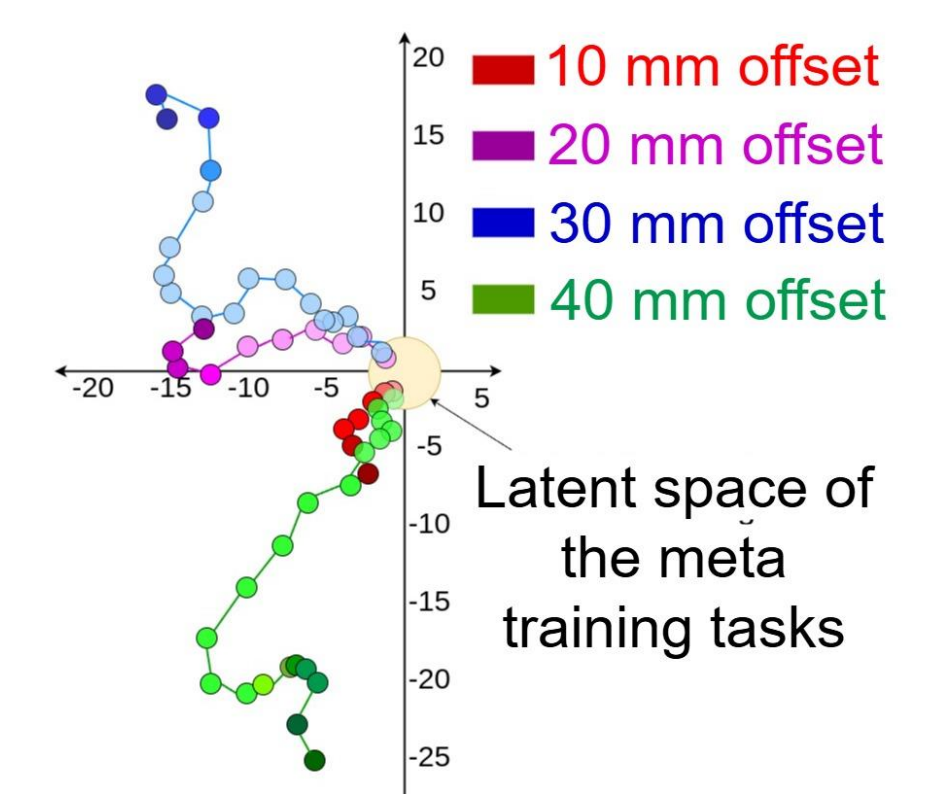 20
10 mm offset
15
20 mm offset
10
30 mm offset
5
40 mm offset
-20 -15 -10 -5 5
-5
Latent space of
-10
the meta
-15
training tasks
-20
-25